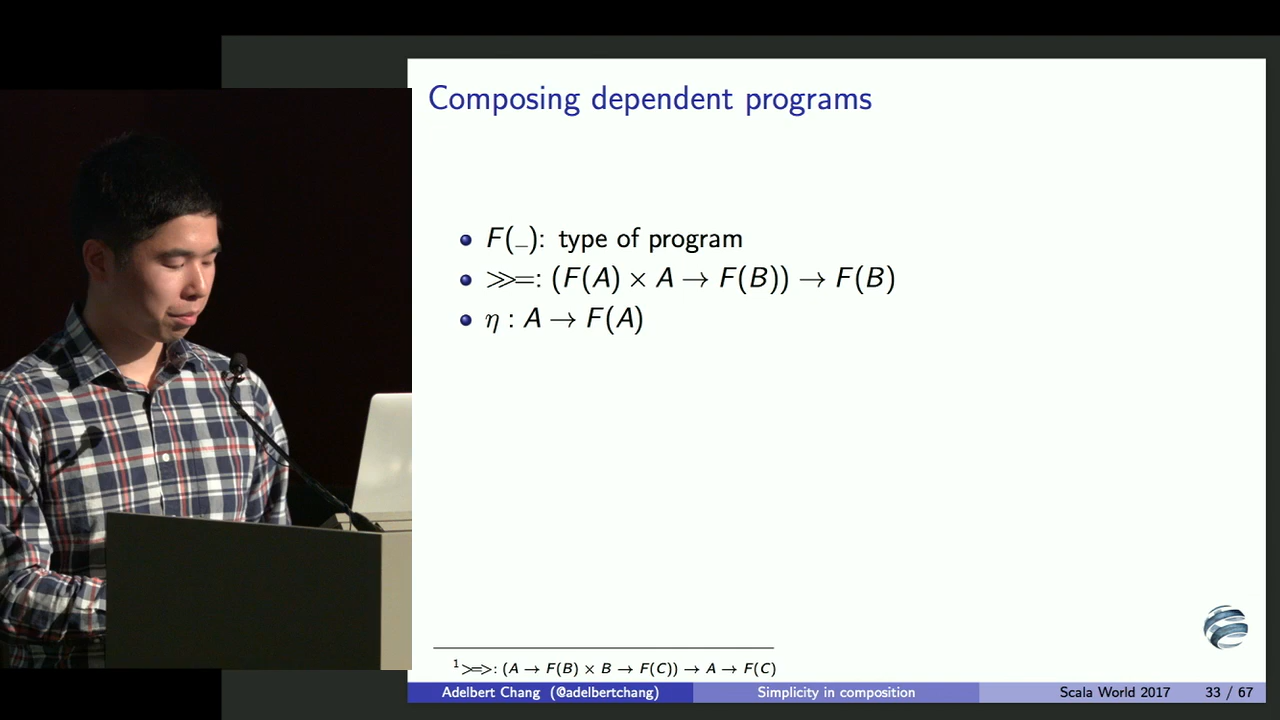 Composing dependent programs
F(_): type of program
≫=: (F(A) × A → F(B)) → F(B)
η : A → F(A)
1 >=>: (A → F(B) × B → F(C)) → A → F(C)
Adelbert Chang (@adelbertchang) Simplicity in composition Scala World 2017 33 / 67